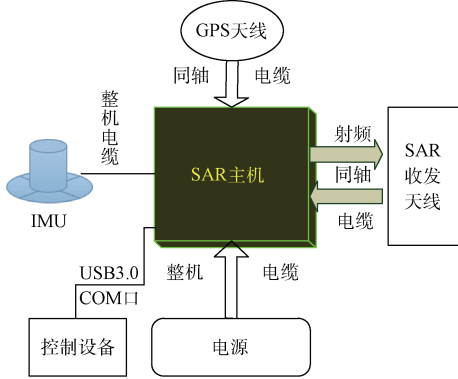 GPS天线
同轴 电缆
整机电缆
射频
SAR主机
SAR
收发
天线
同轴
电缆
IMU
USB3.0
COM口
整机 电缆
控制设备
电源